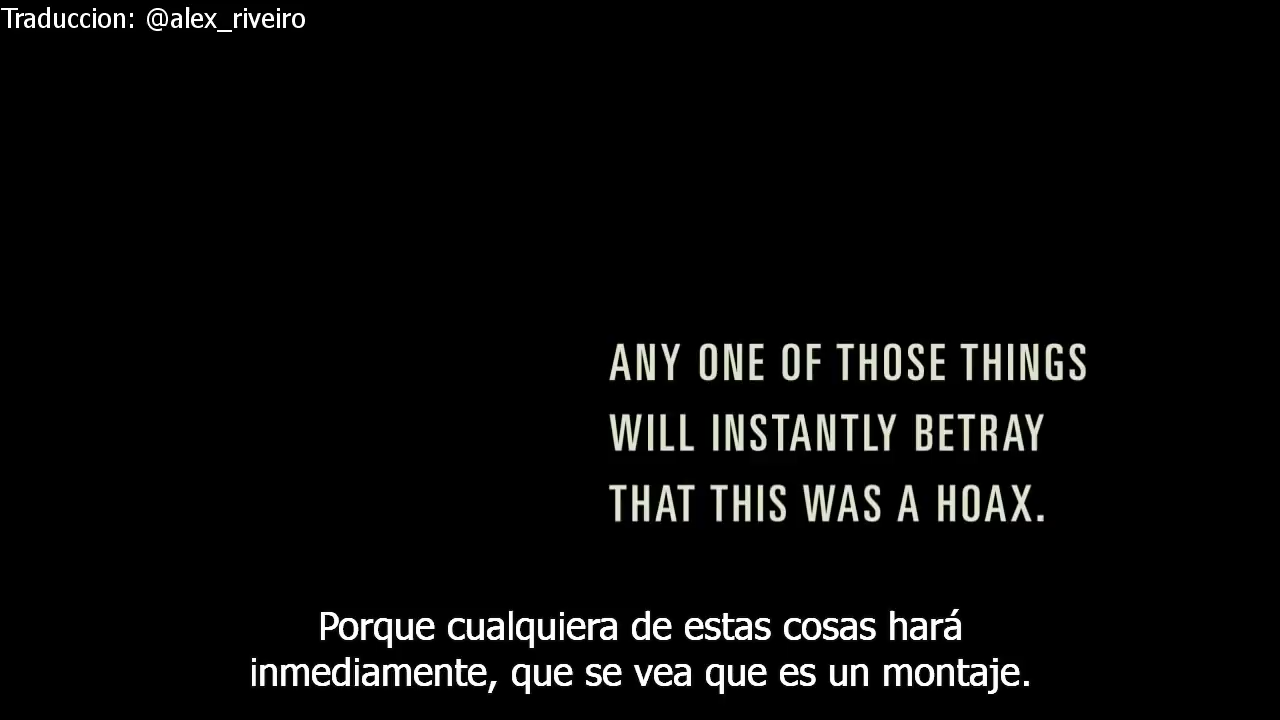 Traduccion: @alex_riveiro
ANY ONE OF THOSE THINGS
WILL INSTANTLY BETRAY
THAT THIS WAS A HOAX.
Porque cualquiera de estas cosas hará
inmediamente, que se vea que es un montaje.